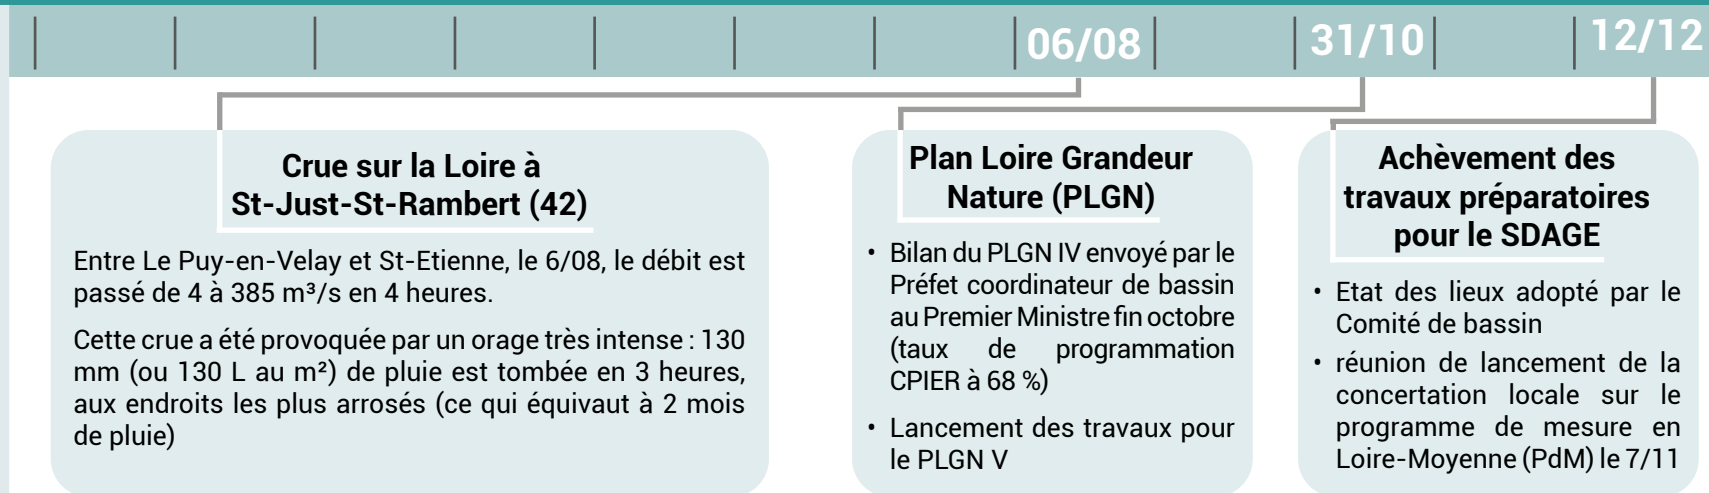 06/08
31/10
12/12
Crue sur la Loire à
St-Just-St-Rambert (42)
Entre Le Puy-en-Velay et St-Etienne, le 6/08, le débit est
passé de 4 à 385 m³/s en 4 heures.
Cette crue a été provoquée par un orage très intense : 130
mm (ou 130 L au m²) de pluie est tombée en 3 heures,
aux endroits les plus arrosés (ce qui équivaut à 2 mois
de pluie)
Plan Loire Grandeur
Nature (PLGN)
• Bilan du PLGN IV envoyé par le
Préfet coordinateur de bassin
au Premier Ministre fin octobre
(taux de programmation
CPIER à 68 %)
• Lancement des travaux pour
le PLGN V
Achèvement des
travaux préparatoires
pour le SDAGE
• Etat des lieux adopté par le
Comité de bassin
• réunion de lancement de la
concertation locale sur le
programme de mesure en
Loire-Moyenne (PdM) le 7/11